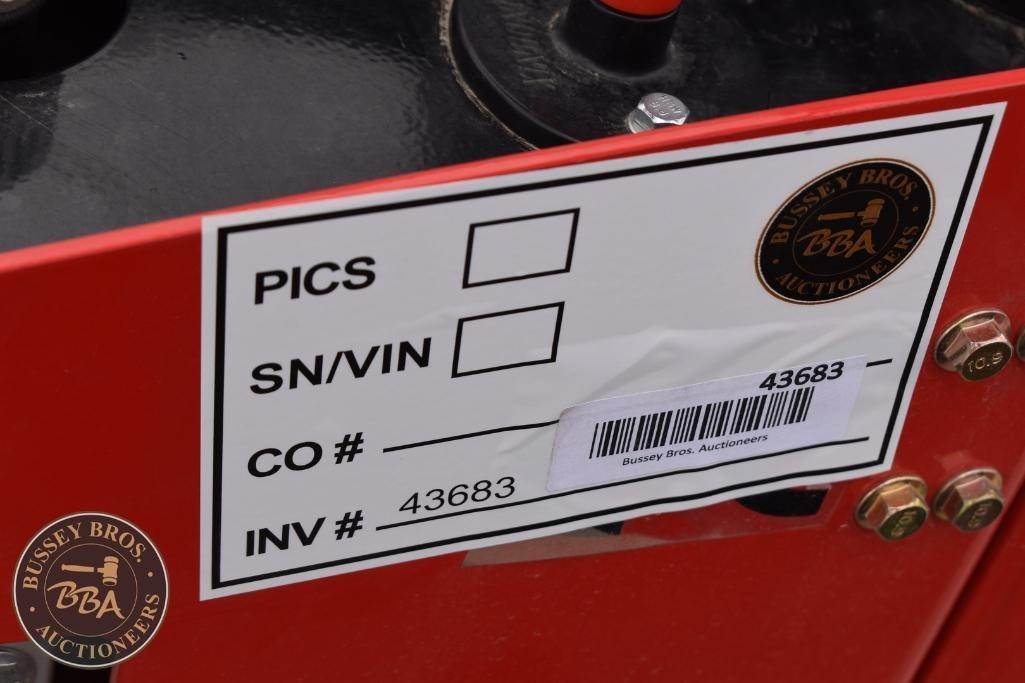 BUSSEY BROS.
BBA
AUCTIONEERS
PICS
SN/VIN
43683
CO #
Bussey Bros. Auctioneers
INV # 43683
10.9
BUSSEY BROS.
BBA
AUCTIONEERS